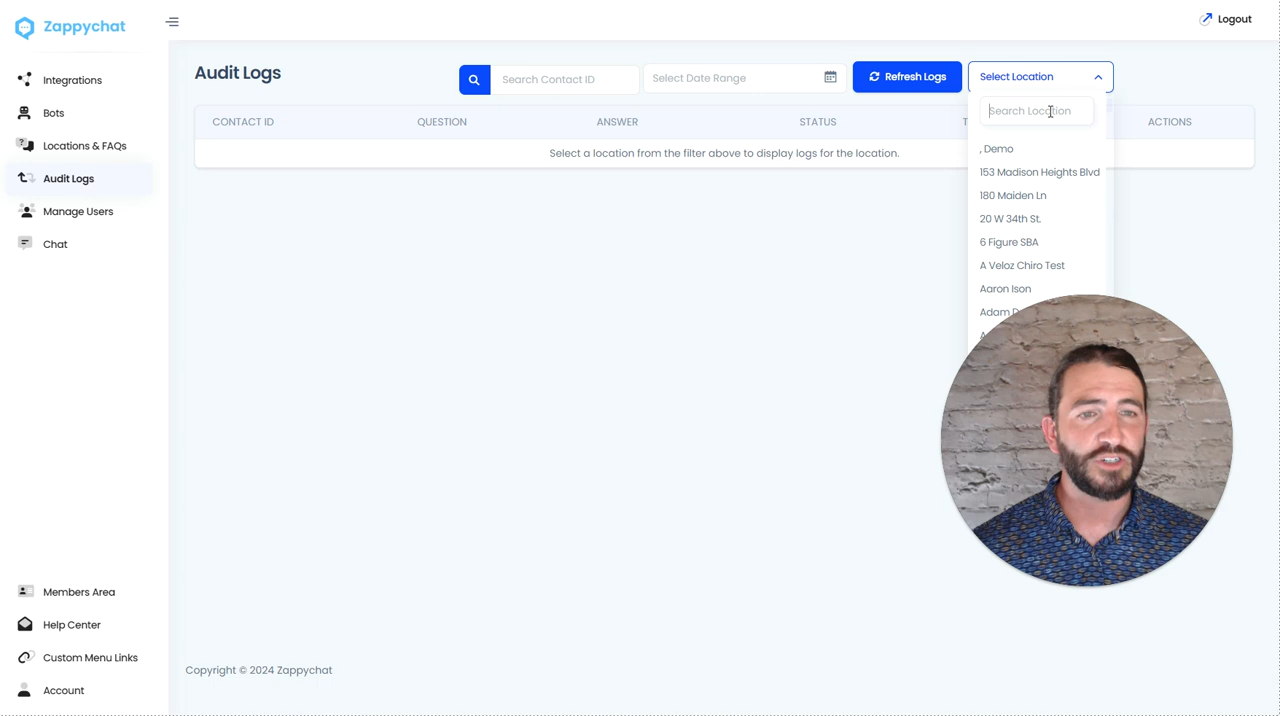 Zappychat
Logout
Integrations
Bots
Locations & FAQs
Audit Logs
Manage Users
Chat
Audit Logs
Search Contact ID
Select Date Range
Refresh Logs
Select Location
Search Location
CONTACT ID
QUESTION
ANSWER
STATUS
ACTIONS
Select a location from the filter above to display logs for the location.
, Demo
153 Madison Heights Blvd
180 Maiden Ln
20 W 34th St.
6 Figure SBA
A Veloz Chiro Test
Aaron Ison
Adam
Members Area
Help Center
Custom Menu Links
Account
Copyright © 2024 Zappychat